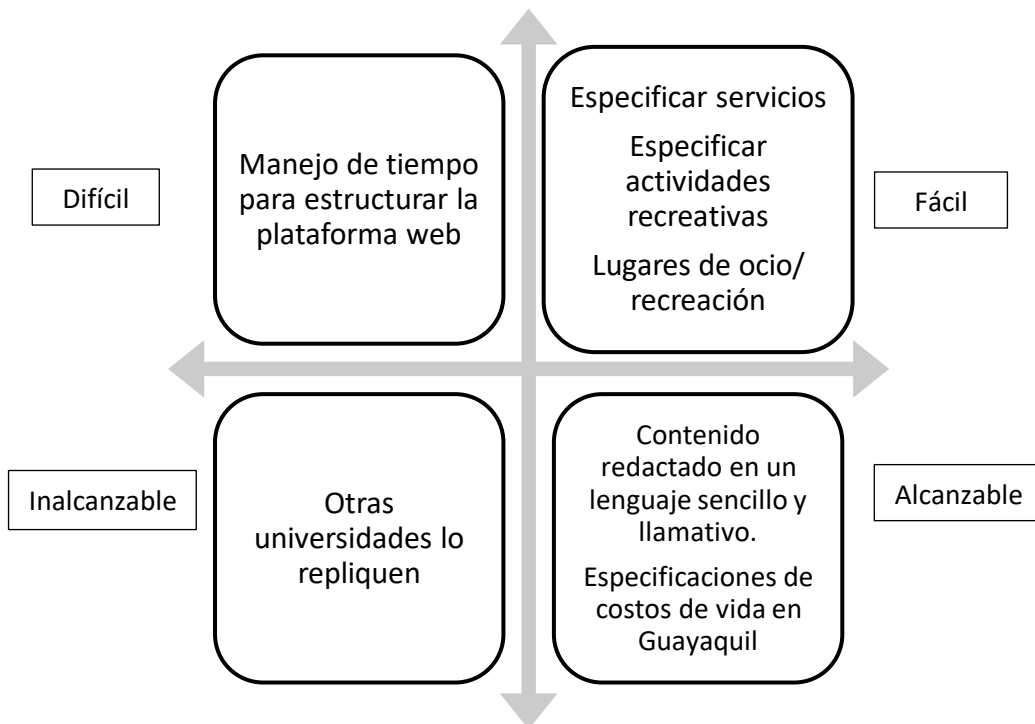 Difícil
Manejo de tiempo
para estructurar la
plataforma web
Especificar servicios
Especificar
actividades
recreativas
Lugares de ocio/
recreación
Fácil
Inalcanzable
Otras
universidades lo
repliquen
Contenido
redactado en un
lenguaje sencillo y
llamativo.
Especificaciones de
costos de vida en
Guayaquil
Alcanzable